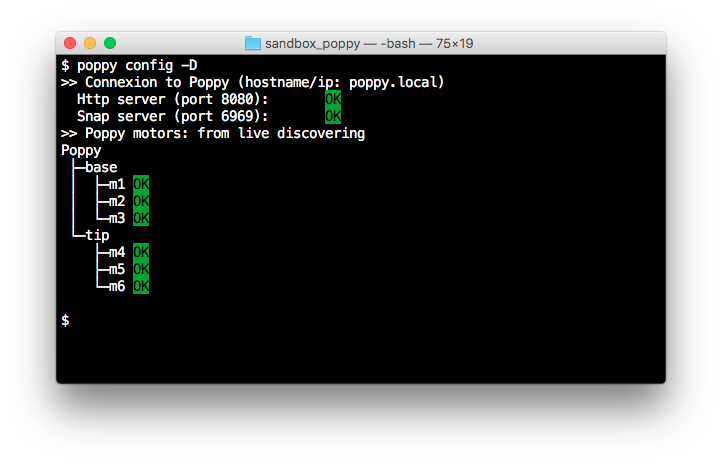 sandbox_poppy — -bash — 75×19
$ poppy config -D
>> Connexion to Poppy (hostname/ip: poppy.local)
  Http server (port 8080):       OK
  Snap server (port 6969):       OK
>> Poppy motors: from live discovering
Poppy
 ├─base
 │  ├─m1 OK
 │  ├─m2 OK
 │  └─m3 OK
 └─tip
    ├─m4 OK
    ├─m5 OK
    └─m6 OK
$